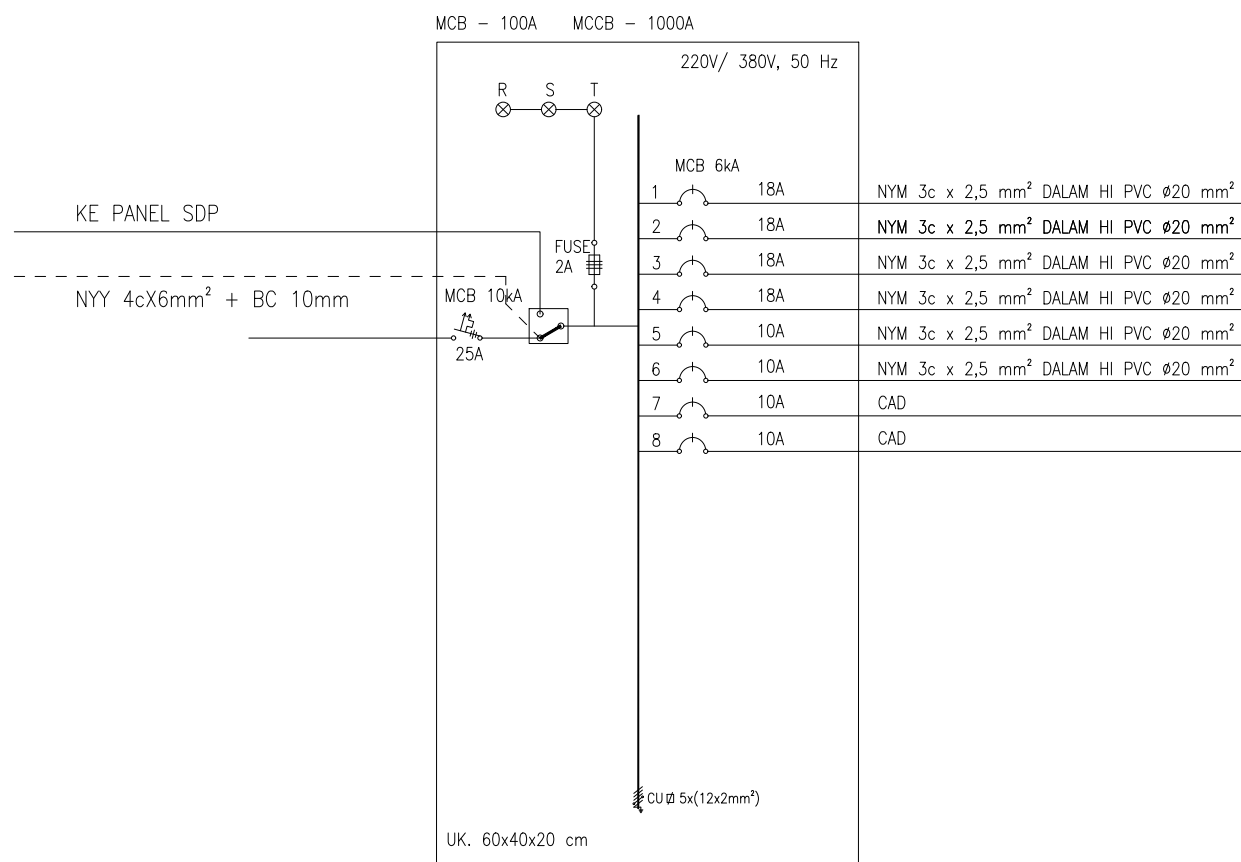 MCB - 100A MCCB - 1000A
220V/ 380V, 50 Hz
R S T
MCB 6kA
1 18A NYM 3c x 2,5 mm² DALAM HI PVC ø20 mm²
KE PANEL SDP
2 18A NYM 3c x 2,5 mm² DALAM HI PVC ø20 mm²
FUSE
2A
3 18A NYM 3c x 2,5 mm² DALAM HI PVC ø20 mm²
NYY 4cX6mm² + BC 10mm
MCB 10kA
4 18A NYM 3c x 2,5 mm² DALAM HI PVC ø20 mm²
5 10A NYM 3c x 2,5 mm² DALAM HI PVC ø20 mm²
25A
6 10A NYM 3c x 2,5 mm² DALAM HI PVC ø20 mm²
7 10A CAD
8 10A CAD
CU 5x(12x2mm²)
UK. 60x40x20 cm